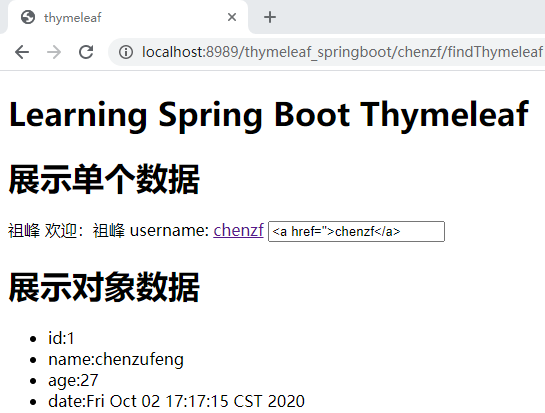 thymeleaf
localhost:8989/thymeleaf_springboot/chenzf/findThymeleaf
Learning Spring Boot Thymeleaf
展示单个数据
祖峰 欢迎：祖峰 username: chenzf <a href=''>chenzf</a>
展示对象数据
id:1
name:chenzufeng
age:27
date:Fri Oct 02 17:17:15 CST 2020